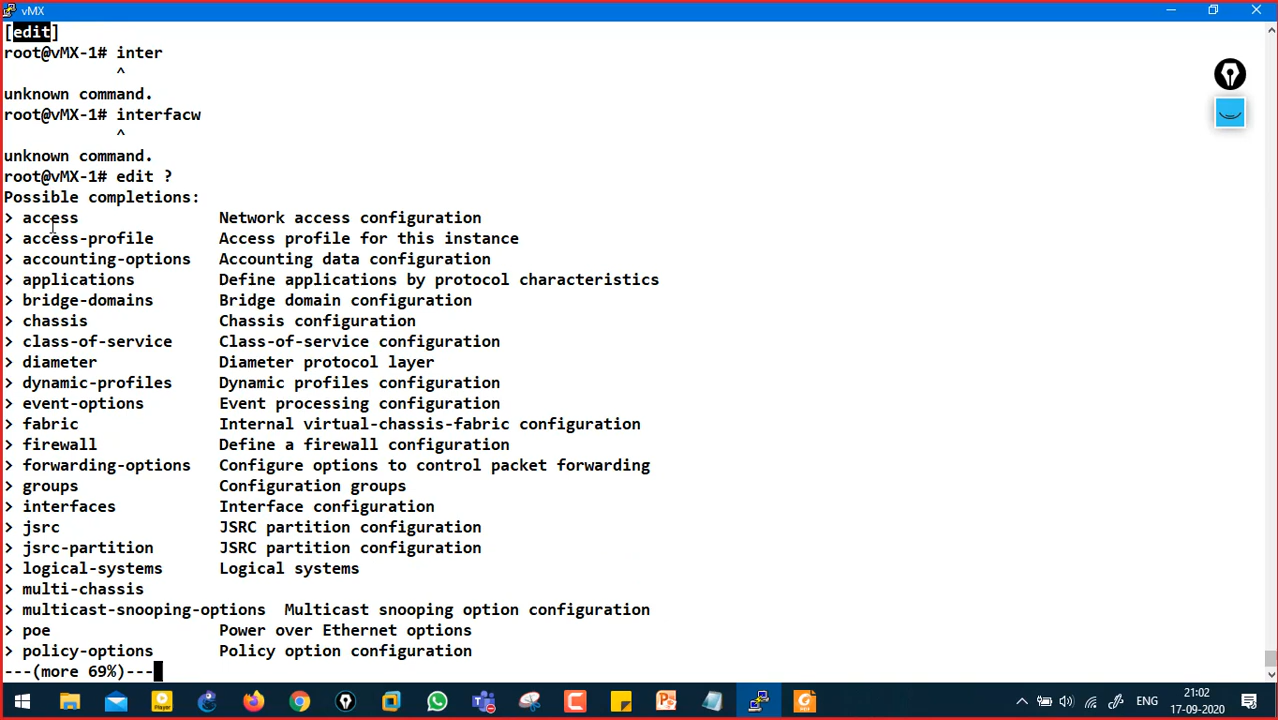 vMX
[edit]
root@vMX-1# inter
^
unknown command.
root@vMX-1# interfacw
^
unknown command.
root@vMX-1# edit ?
Possible completions:
> access Network access configuration
> access-profile Access profile for this instance
> accounting-options Accounting data configuration
> applications Define applications by protocol characteristics
> bridge-domains Bridge domain configuration
> chassis Chassis configuration
> class-of-service Class-of-service configuration
> diameter Diameter protocol layer
> dynamic-profiles Dynamic profiles configuration
> event-options Event processing configuration
> fabric Internal virtual-chassis-fabric configuration
> firewall Define a firewall configuration
> forwarding-options Configure options to control packet forwarding
> groups Configuration groups
> interfaces Interface configuration
> jsrc JSRC partition configuration
> jsrc-partition JSRC partition configuration
> logical-systems Logical systems
> multi-chassis
> multicast-snooping-options Multicast snooping option configuration
> poe Power over Ethernet options
> policy-options Policy option configuration
---(more 69%)---
ENG
21:02
17-09-2020